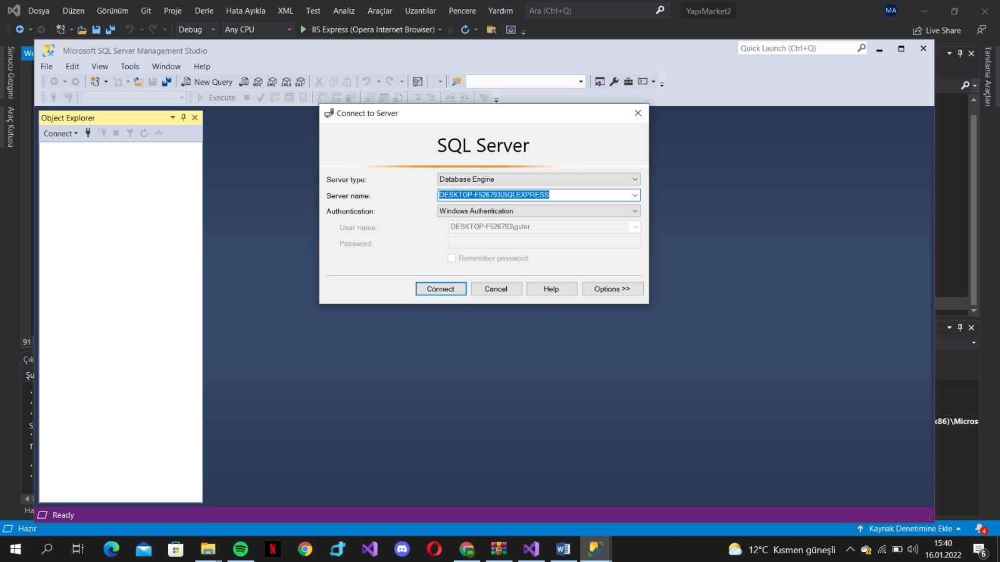 Dosya Düzen Görünüm Git Proje Derle Hata Ayıkla XML Test Analiz Araçlar Uzantılar Pencere Yardım Ara (Ctrl+Q) YapıMarket2 MA
Debug Any CPU IIS Express (Opera Internet Browser) Live Share
Sunucu Gezgini
Araç Kutusu
We
Microsoft SQL Server Management Studio Quick Launch (Ctrl+Q)
Tanılama Araçları
File Edit View Tools Window Help
New Query MDX DMX XMLA DAX
Execute
Object Explorer
Connect
Connect to Server
SQL Server
Server type: Database Engine
Server name: DESKTOP-F526793\SQLEXPRESS
Authentication: Windows Authentication
User name: DESKTOP-F526793\guler
Password:
Remember password
Connect Cancel Help Options >>
91
Çık
Şu
S
T
x86)\Micros
Ha
Ready
Hazır Kaynak Denetimine Ekle 4
12°C Kısmen güneşli 15:40
16.01.2022 6